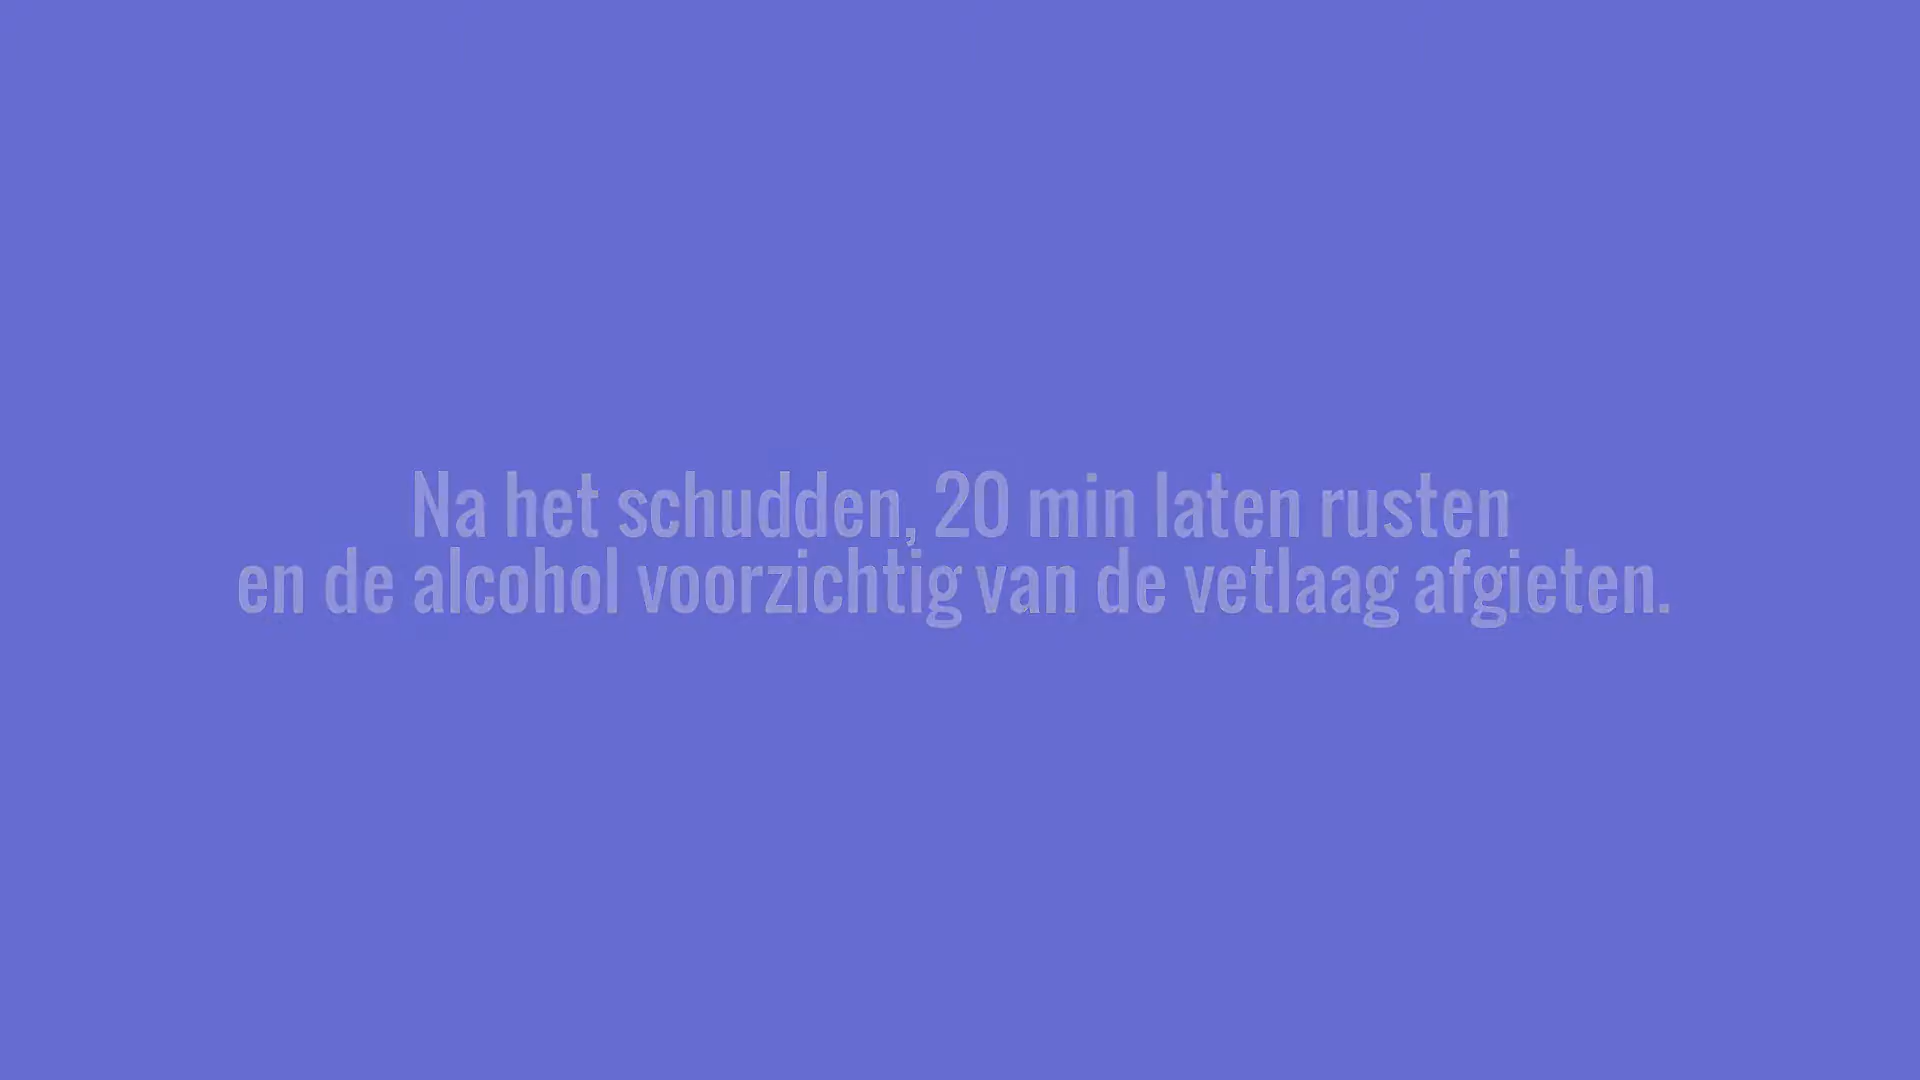 Na het schudden, 20 min laten rusten
en de alcohol voorzichtig van de vetlaag afgieten.